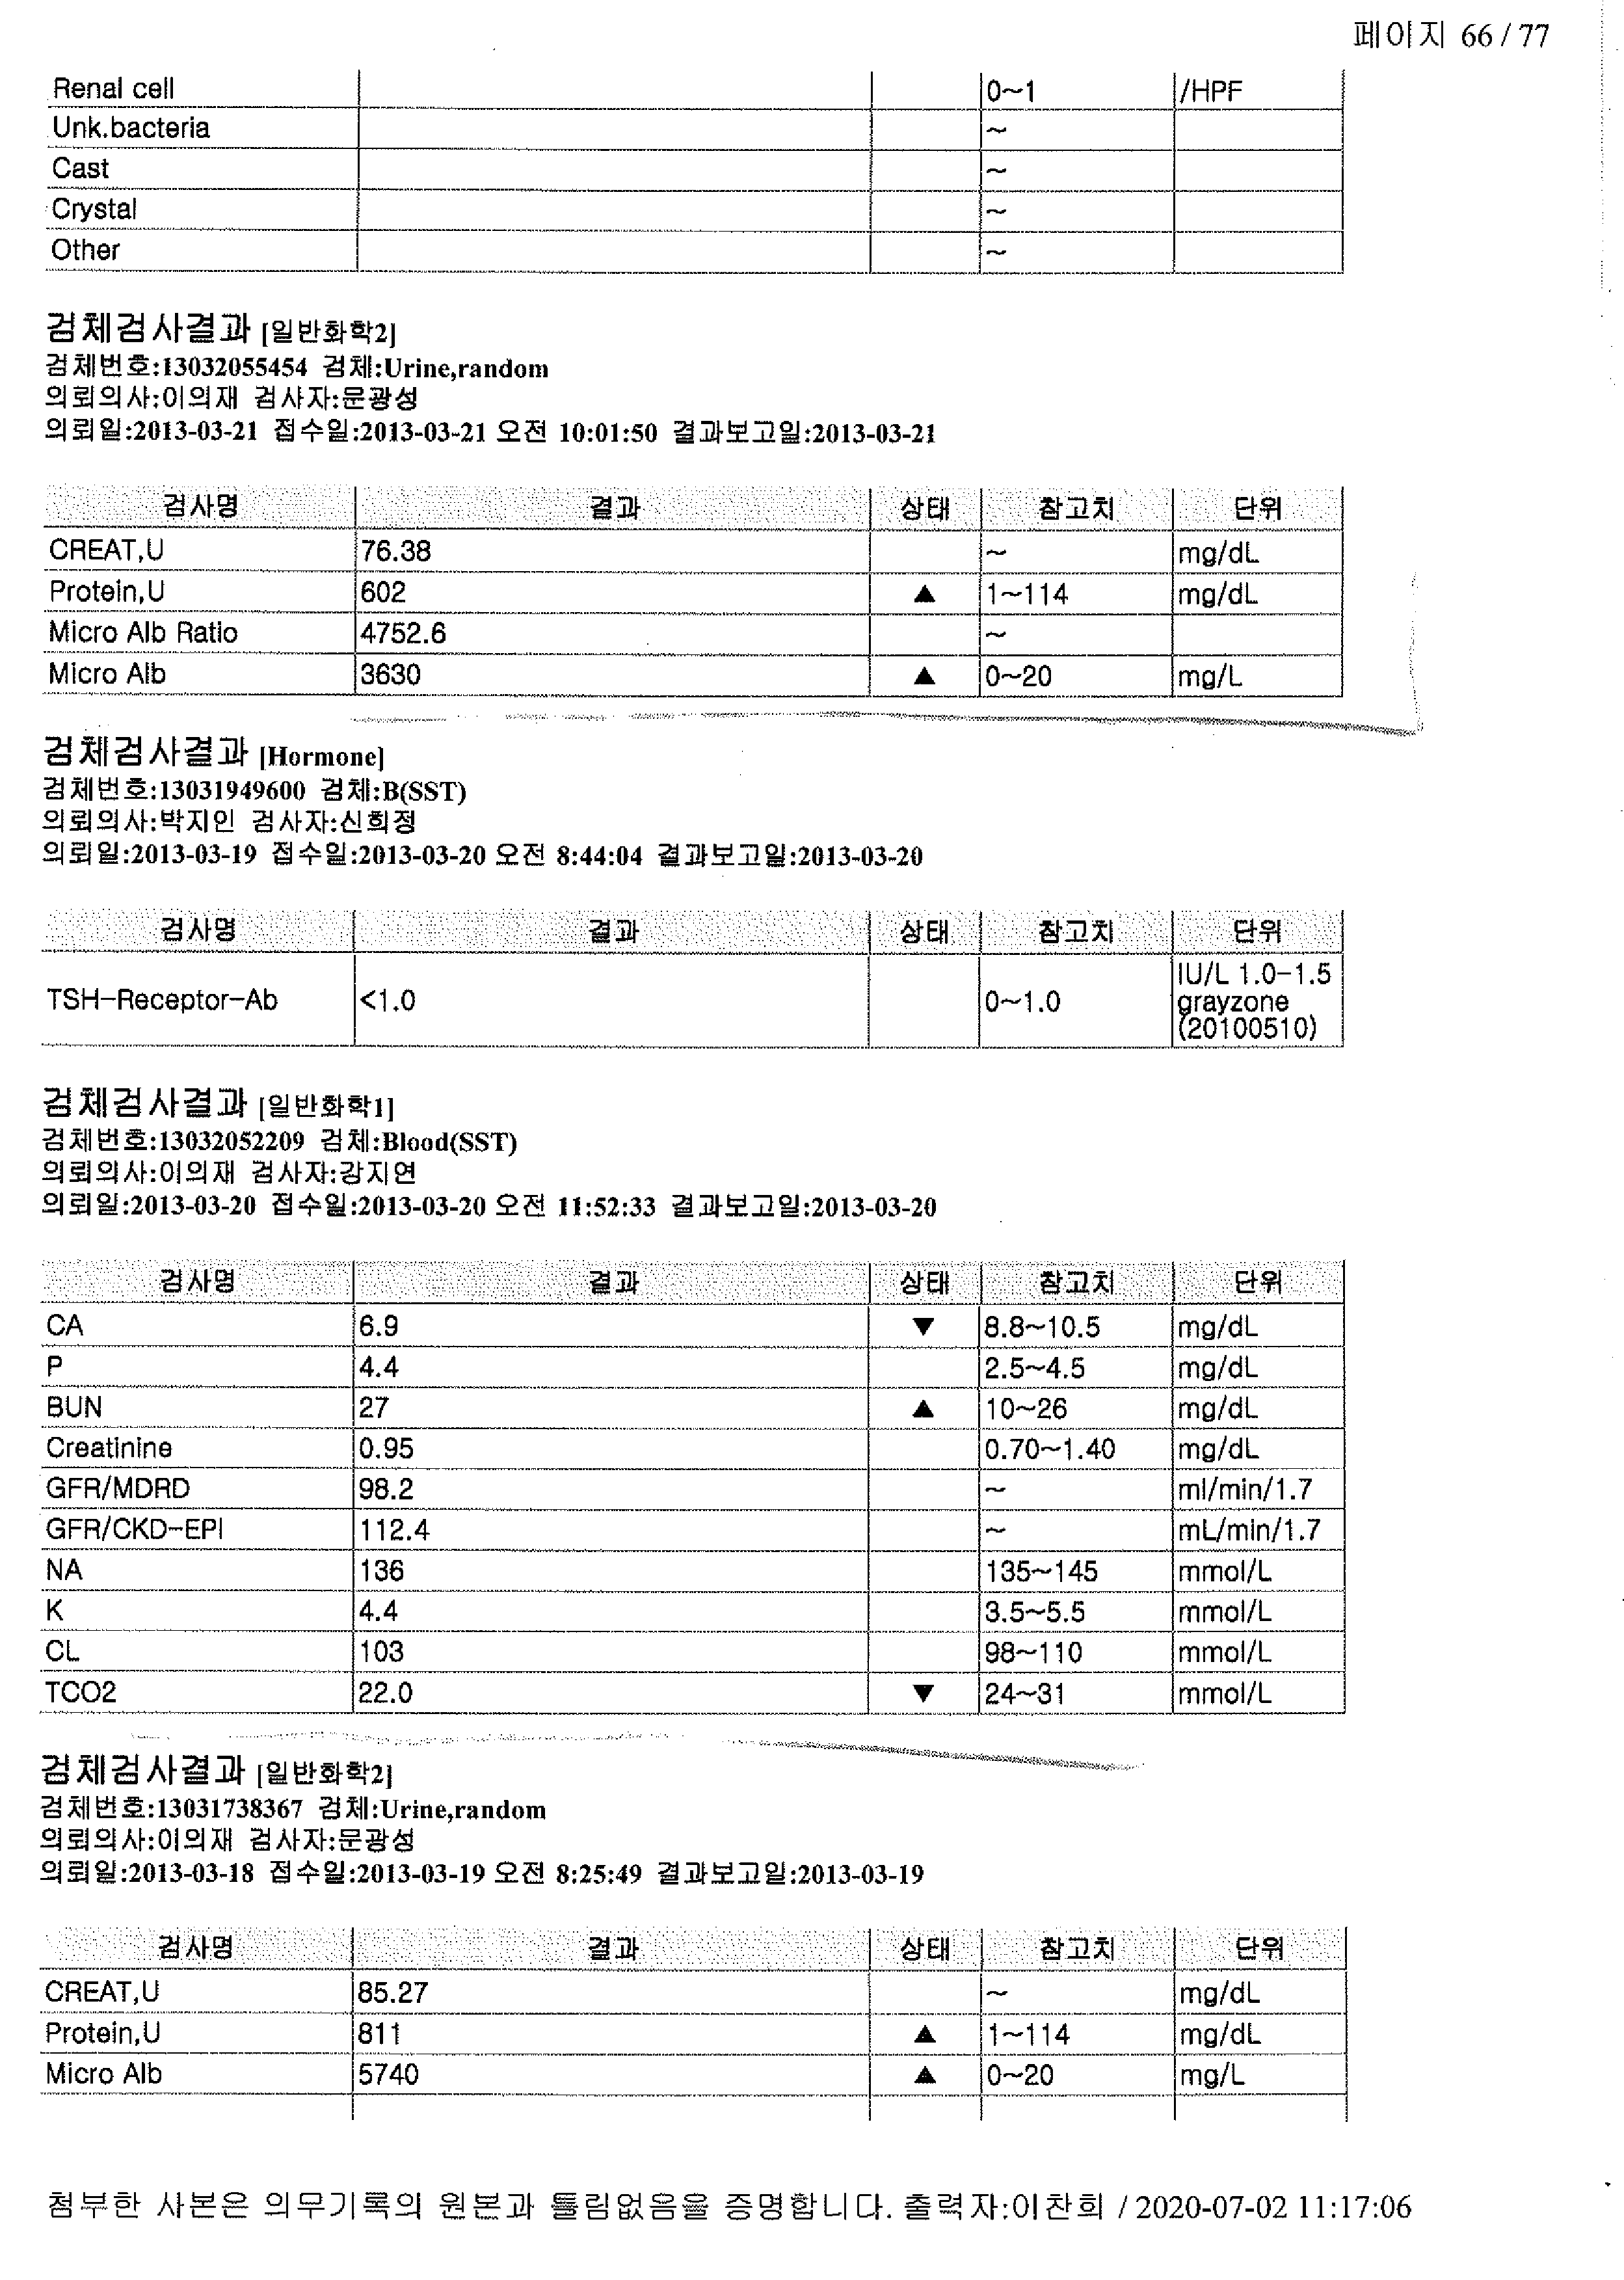 페이지 66 / 77
Renal cell 0~1 /HPF
Unk.bacteria ~
Cast ~
Crystal ~
Other ~
검체검사결과 [일반화학2]
검체번호:13032055454 검체:Urine,random
의뢰의사:이의재 검사자:문광성
의뢰일:2013-03-21 접수일:2013-03-21 오전 10:01:50 결과보고일:2013-03-21
검사명 결과 상태 참고치 단위
CREAT,U 76.38 ~ mg/dL
Protein,U 602 ▲ 1~114 mg/dL
Micro Alb Ratio 4752.6 ~
Micro Alb 3630 ▲ 0~20 mg/L
검체검사결과 [Hormone]
검체번호:13031949600 검체:B(SST)
의뢰의사:박지인 검사자:신희정
의뢰일:2013-03-19 접수일:2013-03-20 오전 8:44:04 결과보고일:2013-03-20
검사명 결과 상태 참고치 단위
TSH-Receptor-Ab <1.0 0~1.0 IU/L 1.0-1.5
grayzone
(20100510)
검체검사결과 [일반화학1]
검체번호:13032052209 검체:Blood(SST)
의뢰의사:이의재 검사자:강지연
의뢰일:2013-03-20 접수일:2013-03-20 오전 11:52:33 결과보고일:2013-03-20
검사명 결과 상태 참고치 단위
CA 6.9 ▼ 8.8~10.5 mg/dL
P 4.4 2.5~4.5 mg/dL
BUN 27 ▲ 10~26 mg/dL
Creatinine 0.95 0.70~1.40 mg/dL
GFR/MDRD 98.2 ~ ml/min/1.7
GFR/CKD-EPI 112.4 ~ mL/min/1.7
NA 136 135~145 mmol/L
K 4.4 3.5~5.5 mmol/L
CL 103 98~110 mmol/L
TCO2 22.0 ▼ 24~31 mmol/L
검체검사결과 [일반화학2]
검체번호:13031738367 검체:Urine,random
의뢰의사:이의재 검사자:문광성
의뢰일:2013-03-18 접수일:2013-03-19 오전 8:25:49 결과보고일:2013-03-19
검사명 결과 상태 참고치 단위
CREAT,U 85.27 ~ mg/dL
Protein,U 811 ▲ 1~114 mg/dL
Micro Alb 5740 ▲ 0~20 mg/L
첨부한 사본은 의무기록의 원본과 틀림없음을 증명합니다. 출력자:이찬희 / 2020-07-02 11:17:06